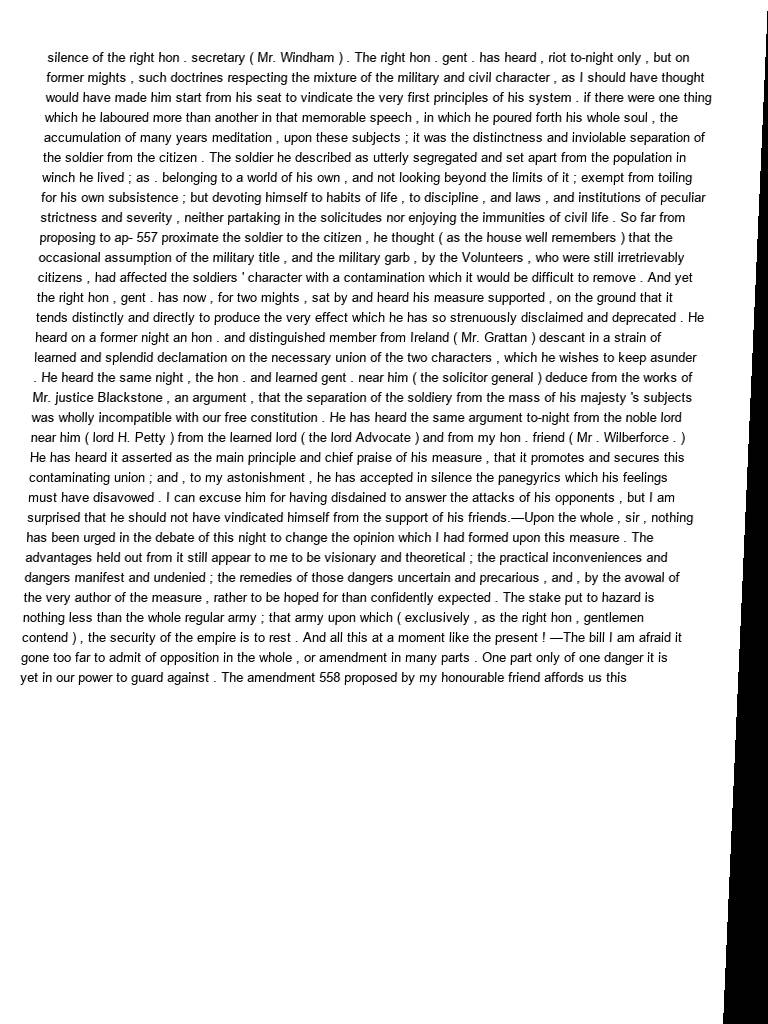 silence of the right hon . secretary ( Mr. Windham ) . The right hon . gent . has heard , riot to-night only , but on
former mights , such doctrines respecting the mixture of the military and civil character , as I should have thought
would have made him start from his seat to vindicate the very first principles of his system . if there were one thing
which he laboured more than another in that memorable speech , in which he poured forth his whole soul , the
accumulation of many years meditation , upon these subjects ; it was the distinctness and inviolable separation of
the soldier from the citizen . The soldier he described as utterly segregated and set apart from the population in
winch he lived ; as . belonging to a world of his own , and not looking beyond the limits of it ; exempt from toiling
for his own subsistence ; but devoting himself to habits of life , to discipline , and laws , and institutions of peculiar
strictness and severity , neither partaking in the solicitudes nor enjoying the immunities of civil life . So far from
proposing to ap- 557 proximate the soldier to the citizen , he thought ( as the house well remembers ) that the
occasional assumption of the military title , and the military garb , by the Volunteers , who were still irretrievably
citizens , had affected the soldiers ' character with a contamination which it would be difficult to remove . And yet
the right hon , gent . has now , for two mights , sat by and heard his measure supported , on the ground that it
tends distinctly and directly to produce the very effect which he has so strenuously disclaimed and deprecated . He
heard on a former night an hon . and distinguished member from Ireland ( Mr. Grattan ) descant in a strain of
learned and splendid declamation on the necessary union of the two characters , which he wishes to keep asunder
. He heard the same night , the hon . and learned gent . near him ( the solicitor general ) deduce from the works of
Mr. justice Blackstone , an argument , that the separation of the soldiery from the mass of his majesty 's subjects
was wholly incompatible with our free constitution . He has heard the same argument to-night from the noble lord
near him ( lord H. Petty ) from the learned lord ( the lord Advocate ) and from my hon . friend ( Mr . Wilberforce . )
He has heard it asserted as the main principle and chief praise of his measure , that it promotes and secures this
contaminating union ; and , to my astonishment , he has accepted in silence the panegyrics which his feelings
must have disavowed . I can excuse him for having disdained to answer the attacks of his opponents , but I am
surprised that he should not have vindicated himself from the support of his friends.—Upon the whole , sir , nothing
has been urged in the debate of this night to change the opinion which I had formed upon this measure . The
advantages held out from it still appear to me to be visionary and theoretical ; the practical inconveniences and
dangers manifest and undenied ; the remedies of those dangers uncertain and precarious , and , by the avowal of
the very author of the measure , rather to be hoped for than confidently expected . The stake put to hazard is
nothing less than the whole regular army ; that army upon which ( exclusively , as the right hon , gentlemen
contend ) , the security of the empire is to rest . And all this at a moment like the present ! —The bill I am afraid it
gone too far to admit of opposition in the whole , or amendment in many parts . One part only of one danger it is
yet in our power to guard against . The amendment 558 proposed by my honourable friend affords us this